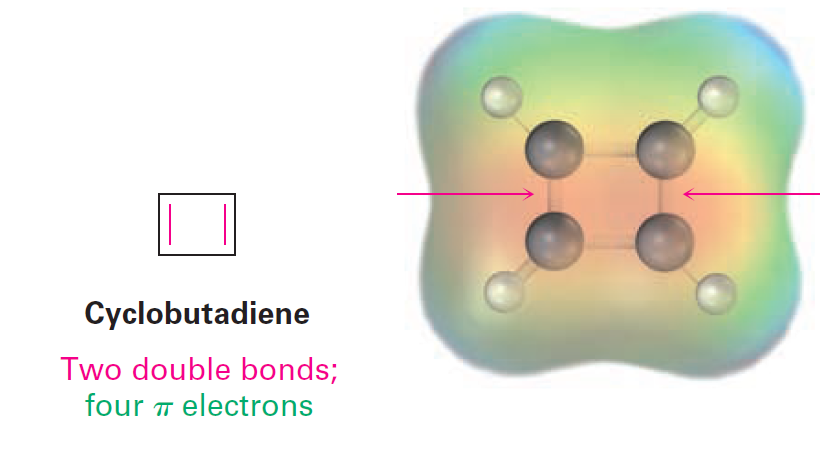 Cyclobutadiene
Two double bonds;
four π electrons